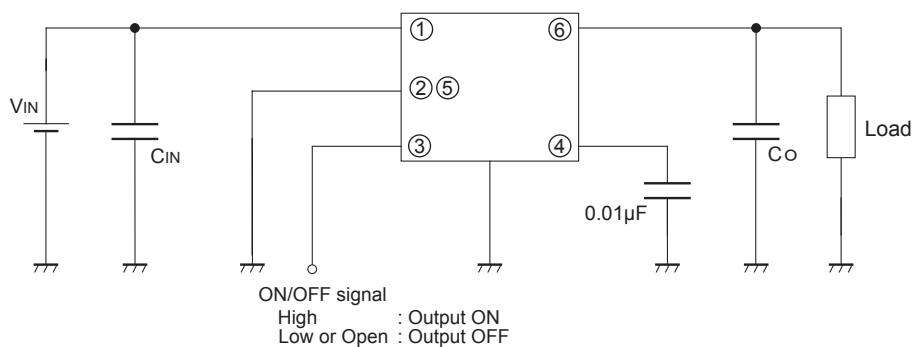 ① ⑥
②⑤
VIN
CIN
③ ④
Co
Load
0.01µF
ON/OFF signal
High : Output ON
Low or Open : Output OFF